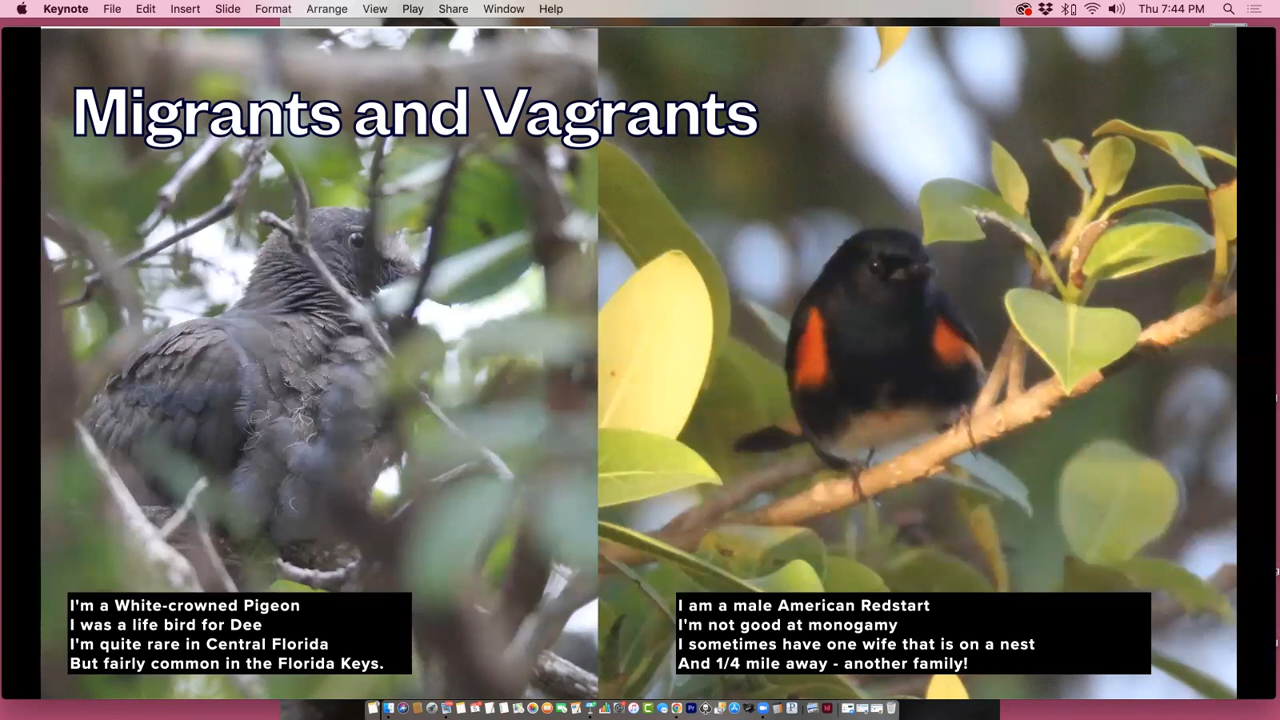 Keynote File Edit Insert Slide Format Arrange View Play Share Window Help Thu 7:44 PM
Migrants and Vagrants
I'm a White-crowned Pigeon
I was a life bird for Dee
I'm quite rare in Central Florida
But fairly common in the Florida Keys.
I am a male American Redstart
I'm not good at monogamy
I sometimes have one wife that is on a nest
And 1/4 mile away - another family!